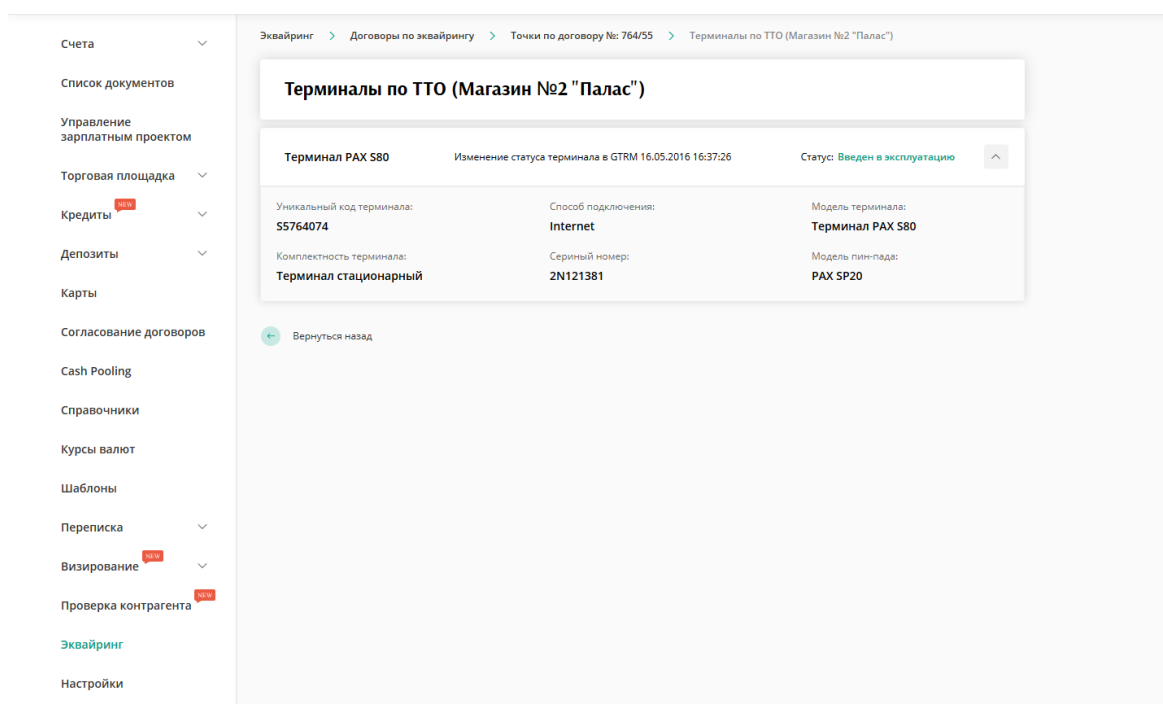 Счета
Список документов
Управление
зарплатным проектом
Торговая площадка
Кредиты NEW
Депозиты
Карты
Согласование договоров
Cash Pooling
Справочники
Курсы валют
Шаблоны
Переписка
Визирование NEW
Проверка контрагента NEW
Эквайринг
Настройки
Эквайринг > Договоры по эквайрингу > Точки по договору №: 764/55 > Терминалы по ТТО (Магазин №2 "Палас")
Терминалы по ТТО (Магазин №2 "Палас")
Терминал PAX S80 Изменение статуса терминала в GTRM 16.05.2016 16:37:26 Статус: Введен в эксплуатацию
Уникальный код терминала: Способ подключения: Модель терминала:
S5764074 Internet Терминал PAX S80
Комплектность терминала: Сериный номер: Модель пин-пада:
Терминал стационарный 2N121381 PAX SP20
Вернуться назад